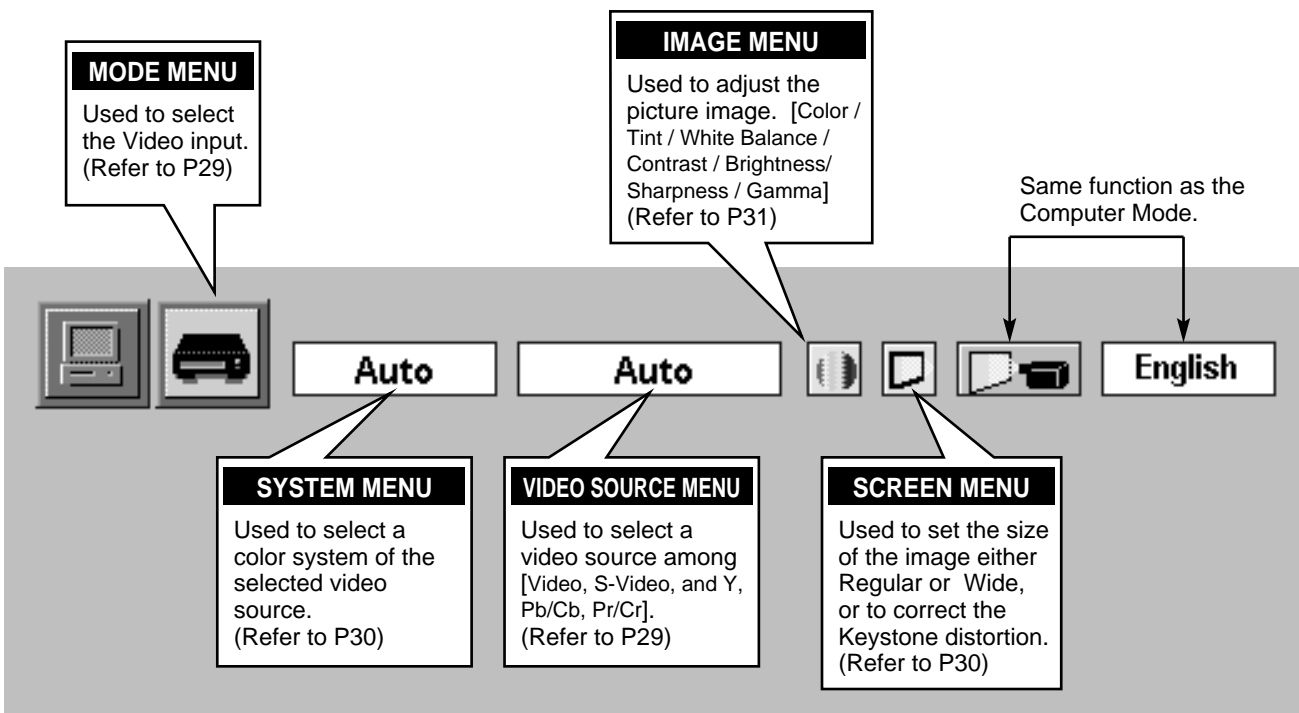 MODE MENU
Used to select
the Video input.
(Refer to P29)
IMAGE MENU
Used to adjust the
picture image.  [Color /
Tint / White Balance /
Contrast / Brightness/
Sharpness / Gamma]
(Refer to P31)
Same function as the
Computer Mode.
Auto
Auto
English
SYSTEM MENU
Used to select a
color system of the
selected video
source.
(Refer to P30)
VIDEO SOURCE MENU
Used to select a
video source among
[Video, S-Video, and Y,
Pb/Cb, Pr/Cr].
(Refer to P29)
SCREEN MENU
Used to set the size
of the image either
Regular or  Wide,
or to correct the
Keystone distortion.
(Refer to P30)